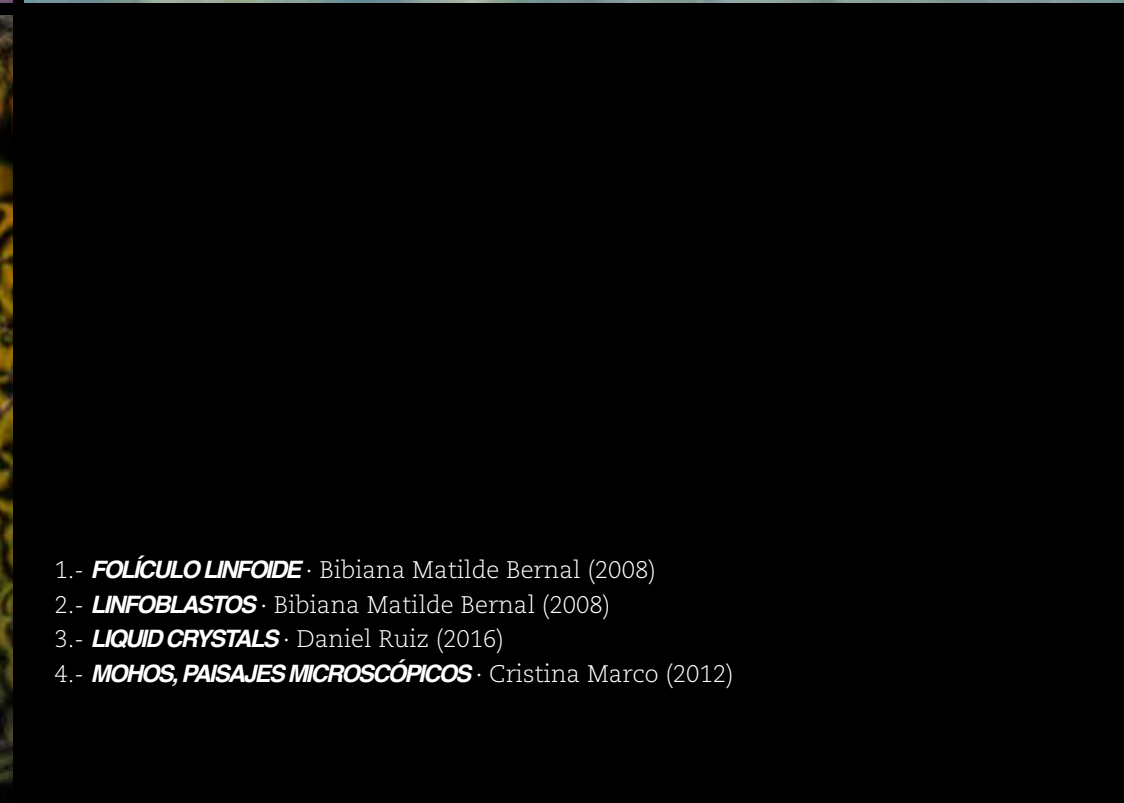 1.- FOLÍCULO LINFOIDE · Bibiana Matilde Bernal (2008)
2.- LINFOBLASTOS · Bibiana Matilde Bernal (2008)
3.- LIQUID CRYSTALS · Daniel Ruiz (2016)
4.- MOHOS, PAISAJES MICROSCÓPICOS · Cristina Marco (2012)